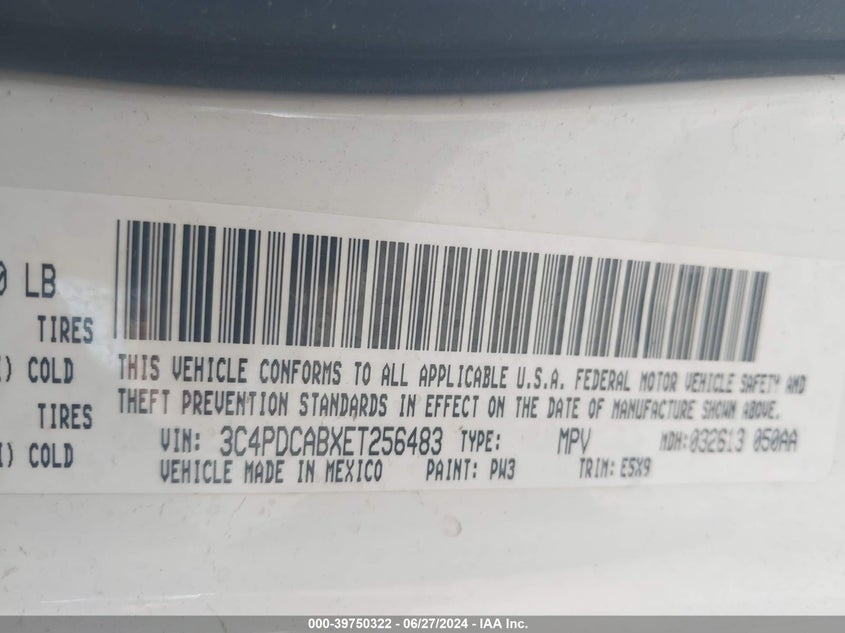 0 LB
TIRES
) COLD
TIRES
) COLD
THIS VEHICLE CONFORMS TO ALL APPLICABLE U.S.A. FEDERAL MOTOR VEHICLE SAFETY AND
THEFT PREVENTION STANDARDS IN EFFECT ON THE DATE OF MANUFACTURE SHOWN ABOVE.
VIN: 3C4PDCABXET256483 TYPE: MPV MDH: 032613 050AA
VEHICLE MADE IN MEXICO PAINT: PW3 TRIM: E5X9
000-39750322 - 06/27/2024 - IAA Inc.